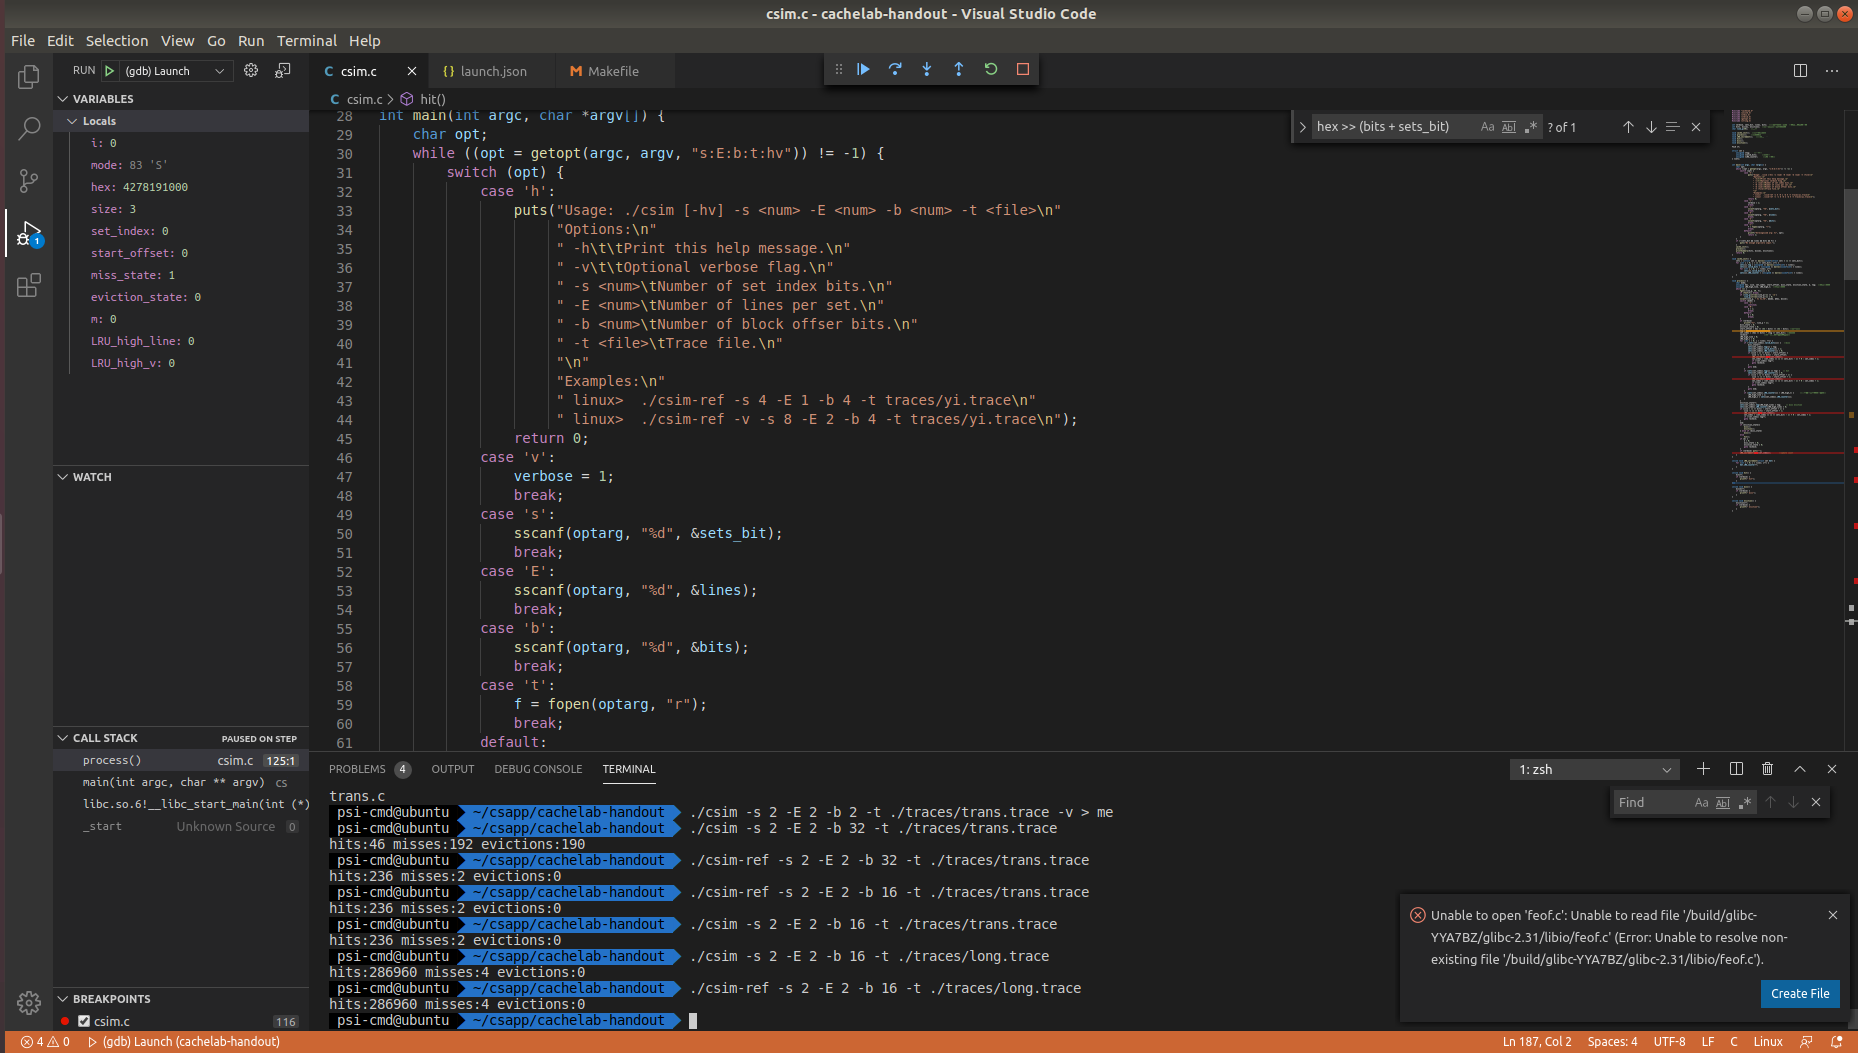 csim.c - cachelab-handout - Visual Studio Code
File Edit Selection View Go Run Terminal Help
RUN (gdb) Launch
csim.c
launch.json
Makefile
csim.c > hit()
hex >> (bits + sets_bit) Aa Abl .* ? of 1
VARIABLES
Locals
i: 0
mode: 83 'S'
hex: 4278191000
size: 3
set_index: 0
start_offset: 0
miss_state: 1
eviction_state: 0
m: 0
LRU_high_line: 0
LRU_high_v: 0
WATCH
CALL STACK PAUSED ON STEP
process() csim.c 125:1
main(int argc, char ** argv) cs
libc.so.6!__libc_start_main(int (*)
_start Unknown Source 0
BREAKPOINTS
csim.c 116
28 int main(int argc, char *argv[]) {
29 char opt;
30 while ((opt = getopt(argc, argv, "s:E:b:t:hv")) != -1) {
31 switch (opt) {
32 case 'h':
33 puts("Usage: ./csim [-hv] -s <num> -E <num> -b <num> -t <file>\n"
34 "Options:\n"
35 " -h\t\tPrint this help message.\n"
36 " -v\t\tOptional verbose flag.\n"
37 " -s <num>\tNumber of set index bits.\n"
38 " -E <num>\tNumber of lines per set.\n"
39 " -b <num>\tNumber of block offser bits.\n"
40 " -t <file>\tTrace file.\n"
41 "\n"
42 "Examples:\n"
43 " linux>  ./csim-ref -s 4 -E 1 -b 4 -t traces/yi.trace\n"
44 " linux>  ./csim-ref -v -s 8 -E 2 -b 4 -t traces/yi.trace\n");
45 return 0;
46 case 'v':
47 verbose = 1;
48 break;
49 case 's':
50 sscanf(optarg, "%d", &sets_bit);
51 break;
52 case 'E':
53 sscanf(optarg, "%d", &lines);
54 break;
55 case 'b':
56 sscanf(optarg, "%d", &bits);
57 break;
58 case 't':
59 f = fopen(optarg, "r");
60 break;
61 default:
PROBLEMS 4 OUTPUT DEBUG CONSOLE TERMINAL 1: zsh
Find Aa Abl .*
trans.c
psi-cmd@ubuntu ~/csapp/cachelab-handout ./csim -s 2 -E 2 -b 2 -t ./traces/trans.trace -v > me
psi-cmd@ubuntu ~/csapp/cachelab-handout ./csim -s 2 -E 2 -b 32 -t ./traces/trans.trace
hits:46 misses:192 evictions:190
psi-cmd@ubuntu ~/csapp/cachelab-handout ./csim-ref -s 2 -E 2 -b 32 -t ./traces/trans.trace
hits:236 misses:2 evictions:0
psi-cmd@ubuntu ~/csapp/cachelab-handout ./csim-ref -s 2 -E 2 -b 16 -t ./traces/trans.trace
hits:236 misses:2 evictions:0
psi-cmd@ubuntu ~/csapp/cachelab-handout ./csim -s 2 -E 2 -b 16 -t ./traces/trans.trace
hits:236 misses:2 evictions:0
psi-cmd@ubuntu ~/csapp/cachelab-handout ./csim -s 2 -E 2 -b 16 -t ./traces/long.trace
hits:286960 misses:4 evictions:0
psi-cmd@ubuntu ~/csapp/cachelab-handout ./csim-ref -s 2 -E 2 -b 16 -t ./traces/long.trace
hits:286960 misses:4 evictions:0
psi-cmd@ubuntu ~/csapp/cachelab-handout
Unable to open 'feof.c': Unable to read file '/build/glibc-
YYA7BZ/glibc-2.31/libio/feof.c' (Error: Unable to resolve non-
existing file '/build/glibc-YYA7BZ/glibc-2.31/libio/feof.c').
Create File
1
4 0 (gdb) Launch (cachelab-handout) Ln 187, Col 2 Spaces: 4 UTF-8 LF C Linux